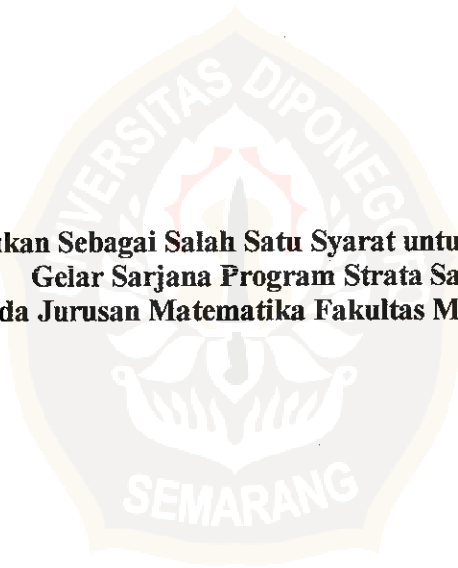 UNIVERSITAS DIPONEGORO
kan Sebagai Salah Satu Syarat untu
Gelar Sarjana Program Strata Sa
da Jurusan Matematika Fakultas M
SEMARANG